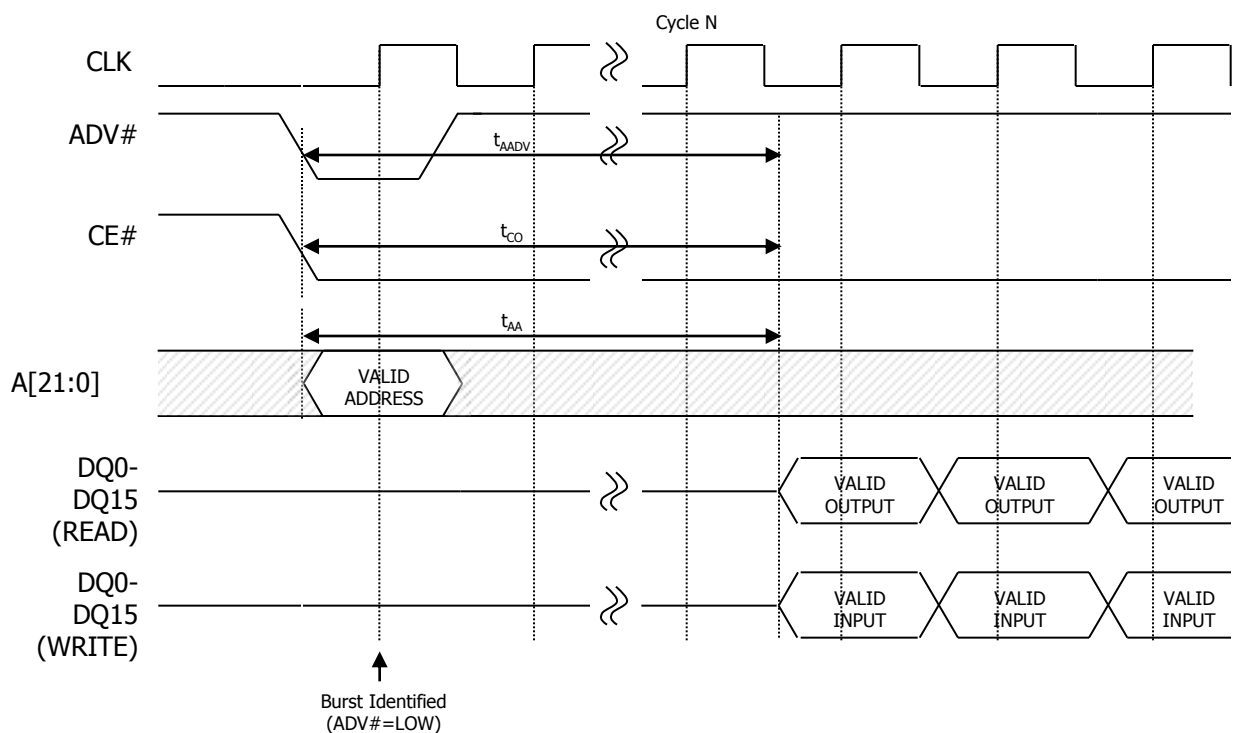 Cycle N
CLK
ADV#
tAADV
CE#
tCO
tAA
A[21:0]
VALID
ADDRESS
DQ0-
DQ15
(READ)
VALID
OUTPUT
VALID
OUTPUT
VALID
OUTPUT
DQ0-
DQ15
(WRITE)
VALID
INPUT
VALID
INPUT
VALID
INPUT
Burst Identified
(ADV#=LOW)